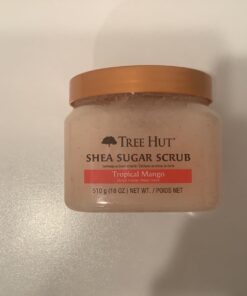 TREE HUT
SHEA SUGAR SCRUB
Tropical Mango
510 g (18 OZ) NET WT. / POIDS NET